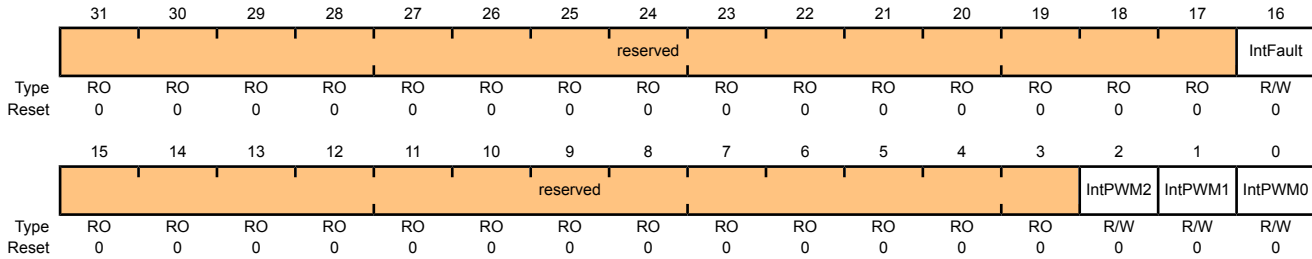 31 30 29 28 27 26 25 24 23 22 21 20 19 18 17 16
reserved IntFault
Type RO RO RO RO RO RO RO RO RO RO RO RO RO RO RO R/W
Reset 0 0 0 0 0 0 0 0 0 0 0 0 0 0 0 0
15 14 13 12 11 10 9 8 7 6 5 4 3 2 1 0
reserved IntPWM2 IntPWM1 IntPWM0
Type RO RO RO RO RO RO RO RO RO RO RO RO RO R/W R/W R/W
Reset 0 0 0 0 0 0 0 0 0 0 0 0 0 0 0 0